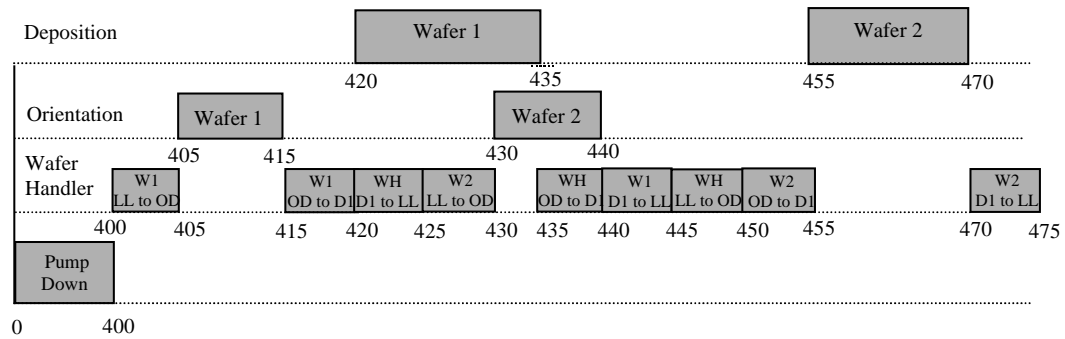 Deposition
Wafer 1
Wafer 2
420
435
455
470
Orientation
Wafer 1
Wafer 2
405
415
430
440
Wafer
Handler
W1
LL to OD
W1
OD to D1
WH
D1 to LL
W2
LL to OD
WH
OD to D1
W1
D1 to LL
WH
LL to OD
W2
OD to D1
W2
D1 to LL
400
405
415
420
425
430
435
440
445
450
455
470
475
Pump
Down
0
400